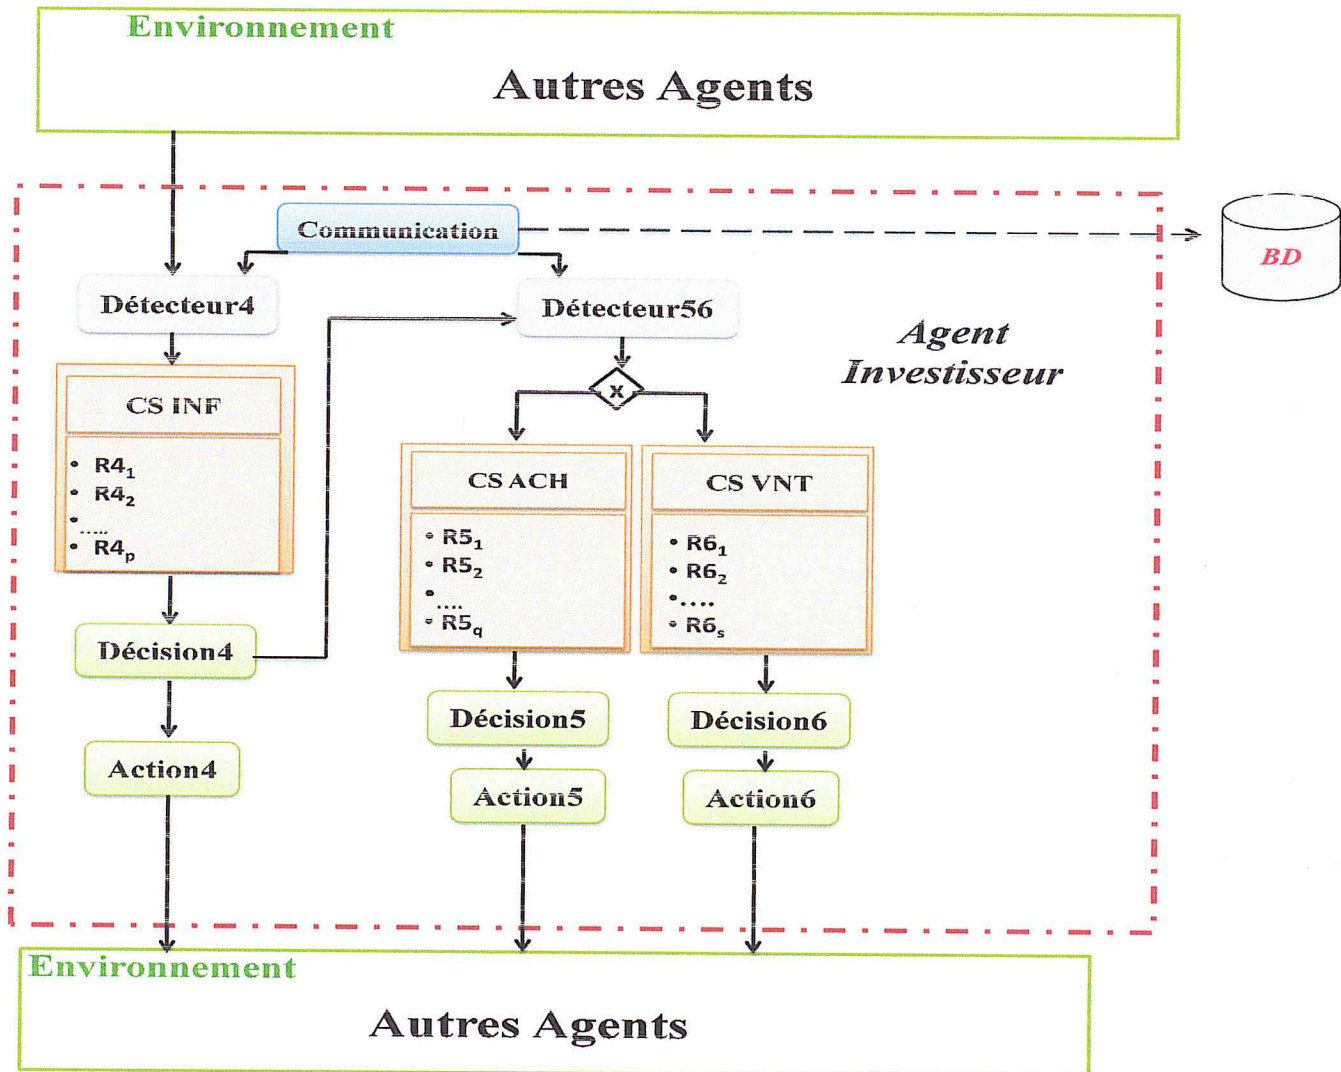 Environnement
Autres Agents
Communication
BD
Détecteur4
Détecteur56
Agent
Investisseur
X
CS INF
• R4₁
• R4₂
• .....
• R4ₚ
CS ACH
• R5₁
• R5₂
• ....
• R5q
CS VNT
• R6₁
• R6₂
• ....
• R6ₛ
Décision4
Décision5
Décision6
Action4
Action5
Action6
Environnement
Autres Agents